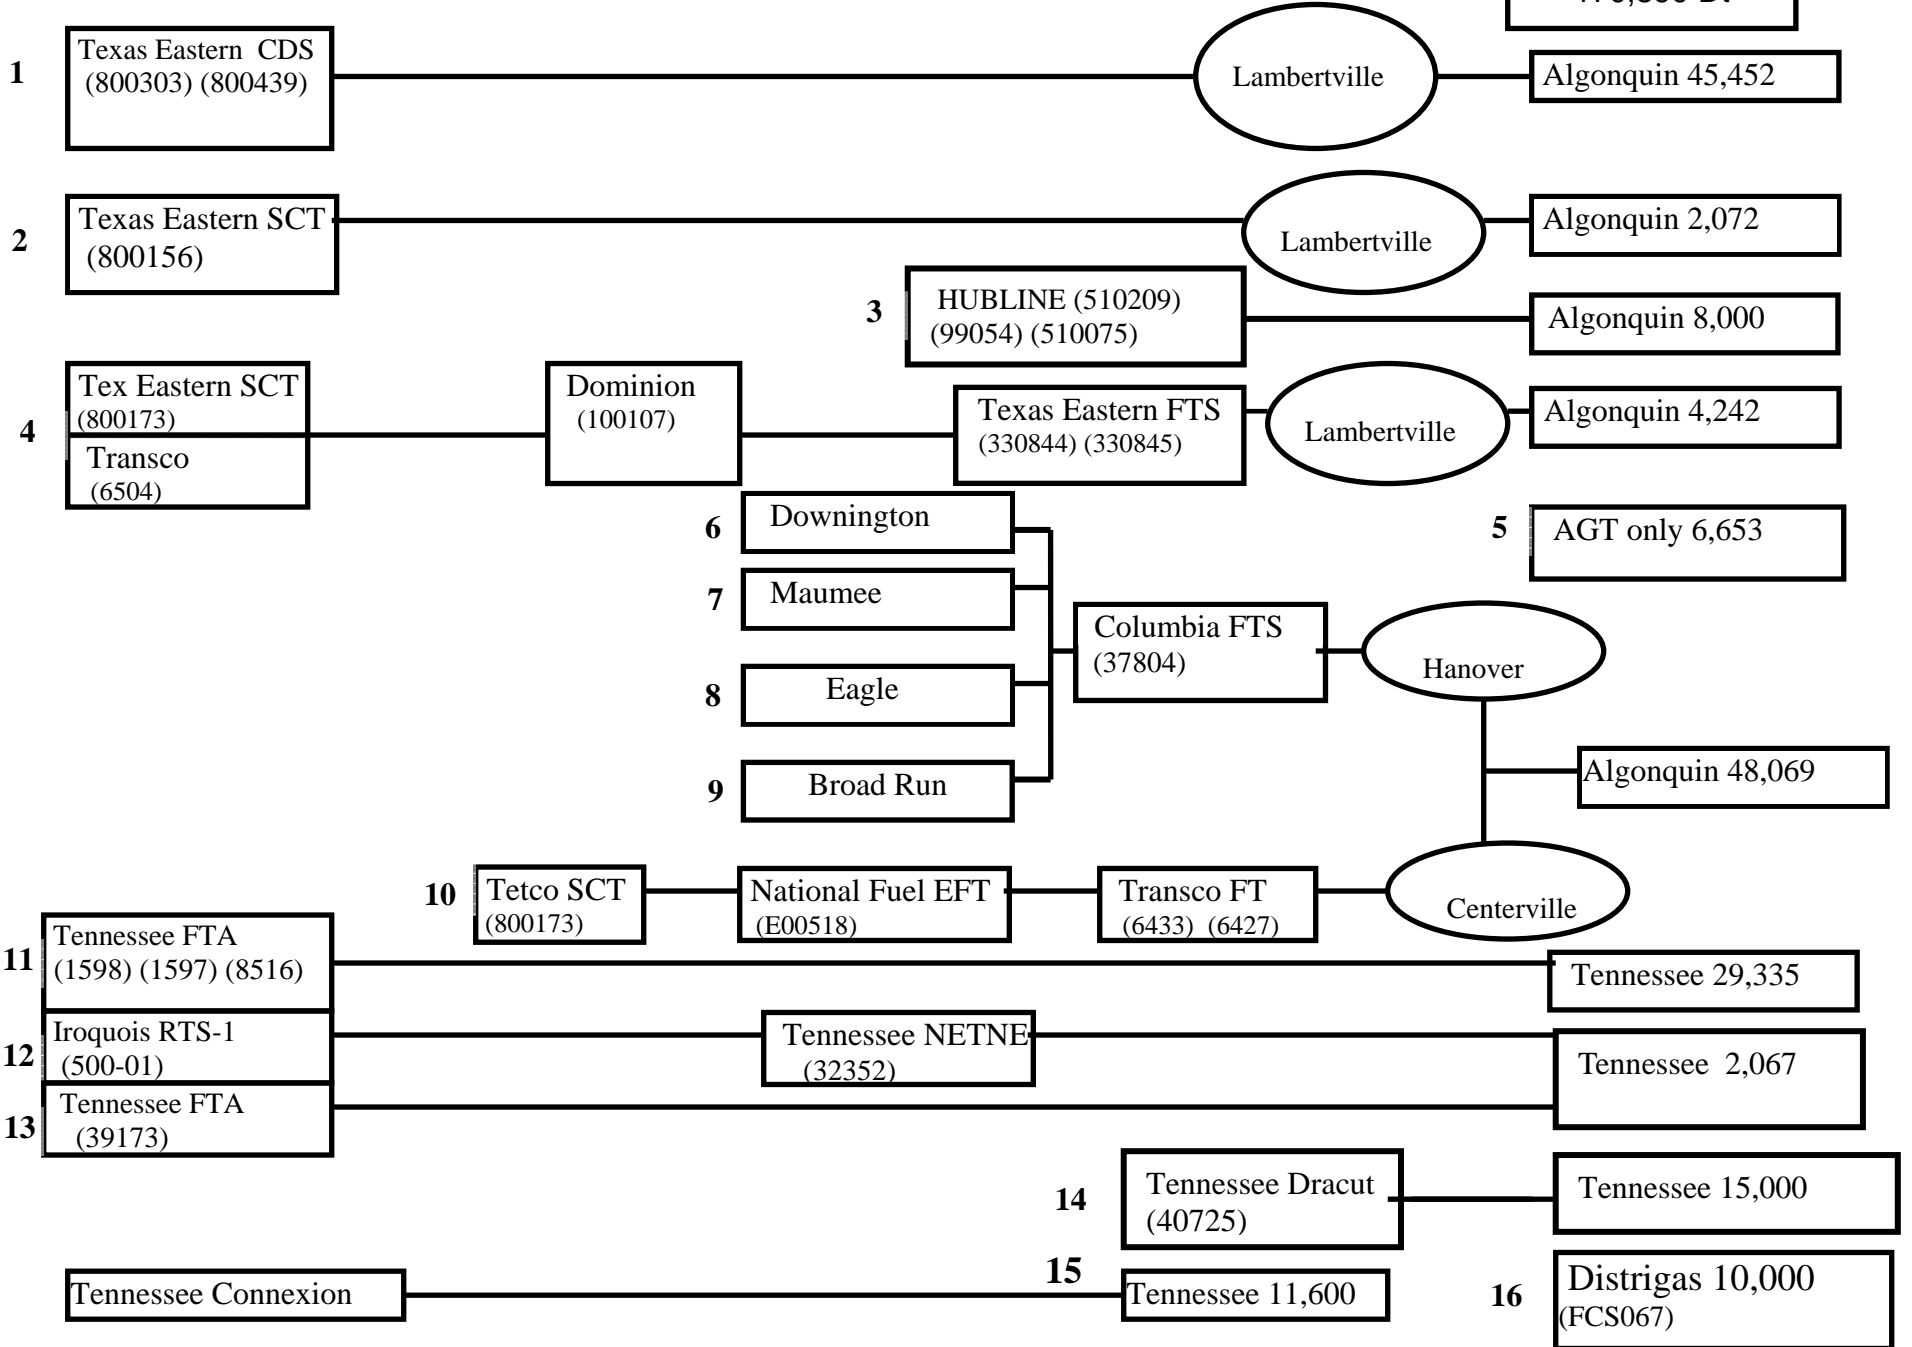 1
Texas Eastern CDS
(800303) (800439)
Lambertville
Algonquin 45,452
2
Texas Eastern SCT
(800156)
Lambertville
Algonquin 2,072
3
HUBLINE (510209)
(99054) (510075)
Algonquin 8,000
4
Tex Eastern SCT
(800173)
Transco
(6504)
Dominion
(100107)
Texas Eastern FTS
(330844) (330845)
Lambertville
Algonquin 4,242
5
AGT only 6,653
6
Downington
7
Maumee
8
Eagle
9
Broad Run
Columbia FTS
(37804)
Hanover
Algonquin 48,069
10
Tetco SCT
(800173)
National Fuel EFT
(E00518)
Transco FT
(6433) (6427)
Centerville
11
Tennessee FTA
(1598) (1597) (8516)
Tennessee 29,335
12
Iroquois RTS-1
(500-01)
Tennessee NETNE
(32352)
Tennessee 2,067
13
Tennessee FTA
(39173)
14
Tennessee Dracut
(40725)
Tennessee 15,000
Tennessee Connexion
15
Tennessee 11,600
16
Distrigas 10,000
(FCS067)